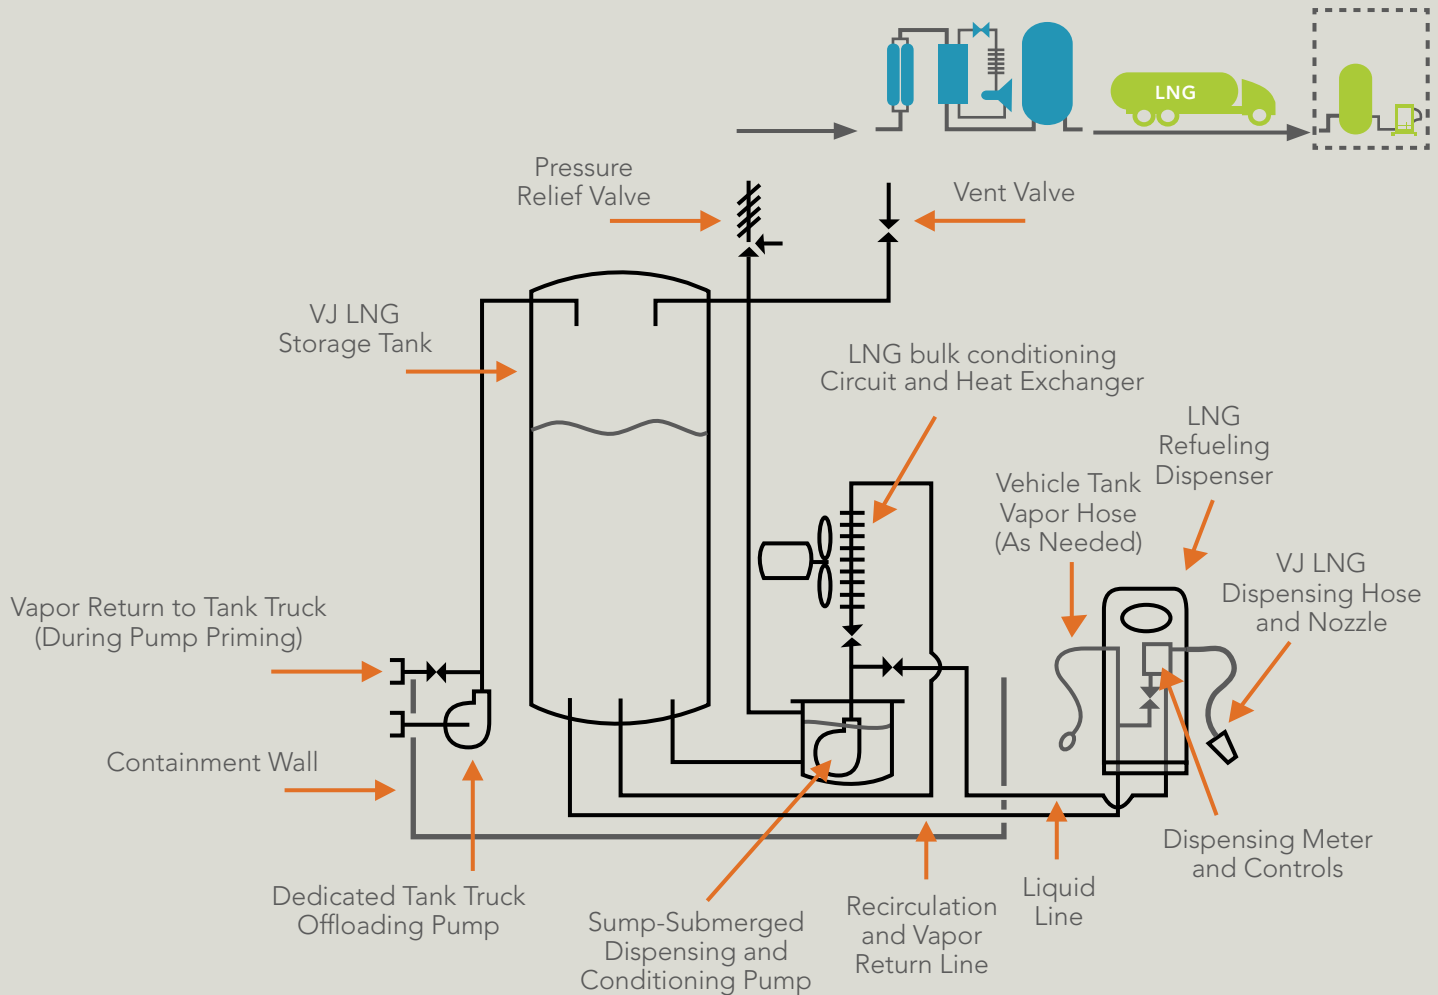 LNG
Pressure
Relief Valve
Vent Valve
VJ LNG
Storage Tank
LNG bulk conditioning
Circuit and Heat Exchanger
LNG
Refueling
Dispenser
Vehicle Tank
Vapor Hose
(As Needed)
VJ LNG
Dispensing Hose
and Nozzle
Vapor Return to Tank Truck
(During Pump Priming)
Containment Wall
Dedicated Tank Truck
Offloading Pump
Sump-Submerged
Dispensing and
Conditioning Pump
Recirculation
and Vapor
Return Line
Liquid
Line
Dispensing Meter
and Controls